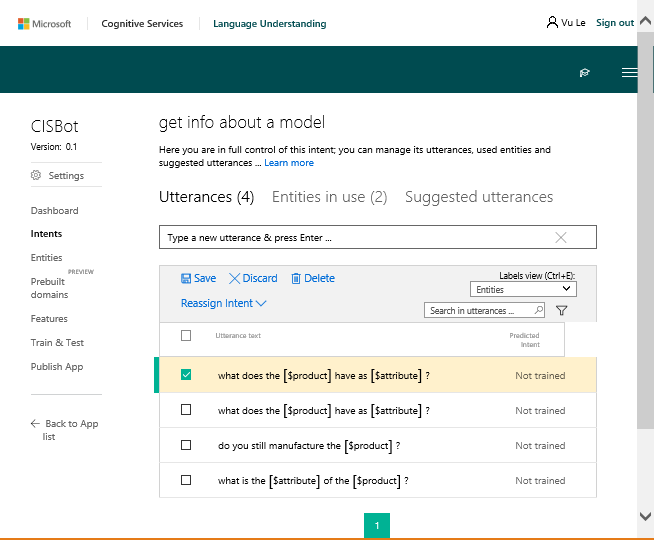 Microsoft
Cognitive Services
Language Understanding
Vu Le
Sign out
CISBot
Version: 0.1
Settings
Dashboard
Intents
Entities
Prebuilt domains
PREVIEW
Features
Train & Test
Publish App
Back to App list
get info about a model
Here you are in full control of this intent; you can manage its utterances, used entities and
suggested utterances ... Learn more
Utterances (4)
Entities in use (2)
Suggested utterances
Type a new utterance & press Enter ...
Save
Discard
Delete
Labels view (Ctrl+E):
Entities
Reassign Intent
Search in utterances ...
Utterance text
Predicted
Intent
what does the [$product] have as [$attribute] ?
Not trained
what does the [$product] have as [$attribute] ?
Not trained
do you still manufacture the [$product] ?
Not trained
what is the [$attribute] of the [$product] ?
Not trained
1